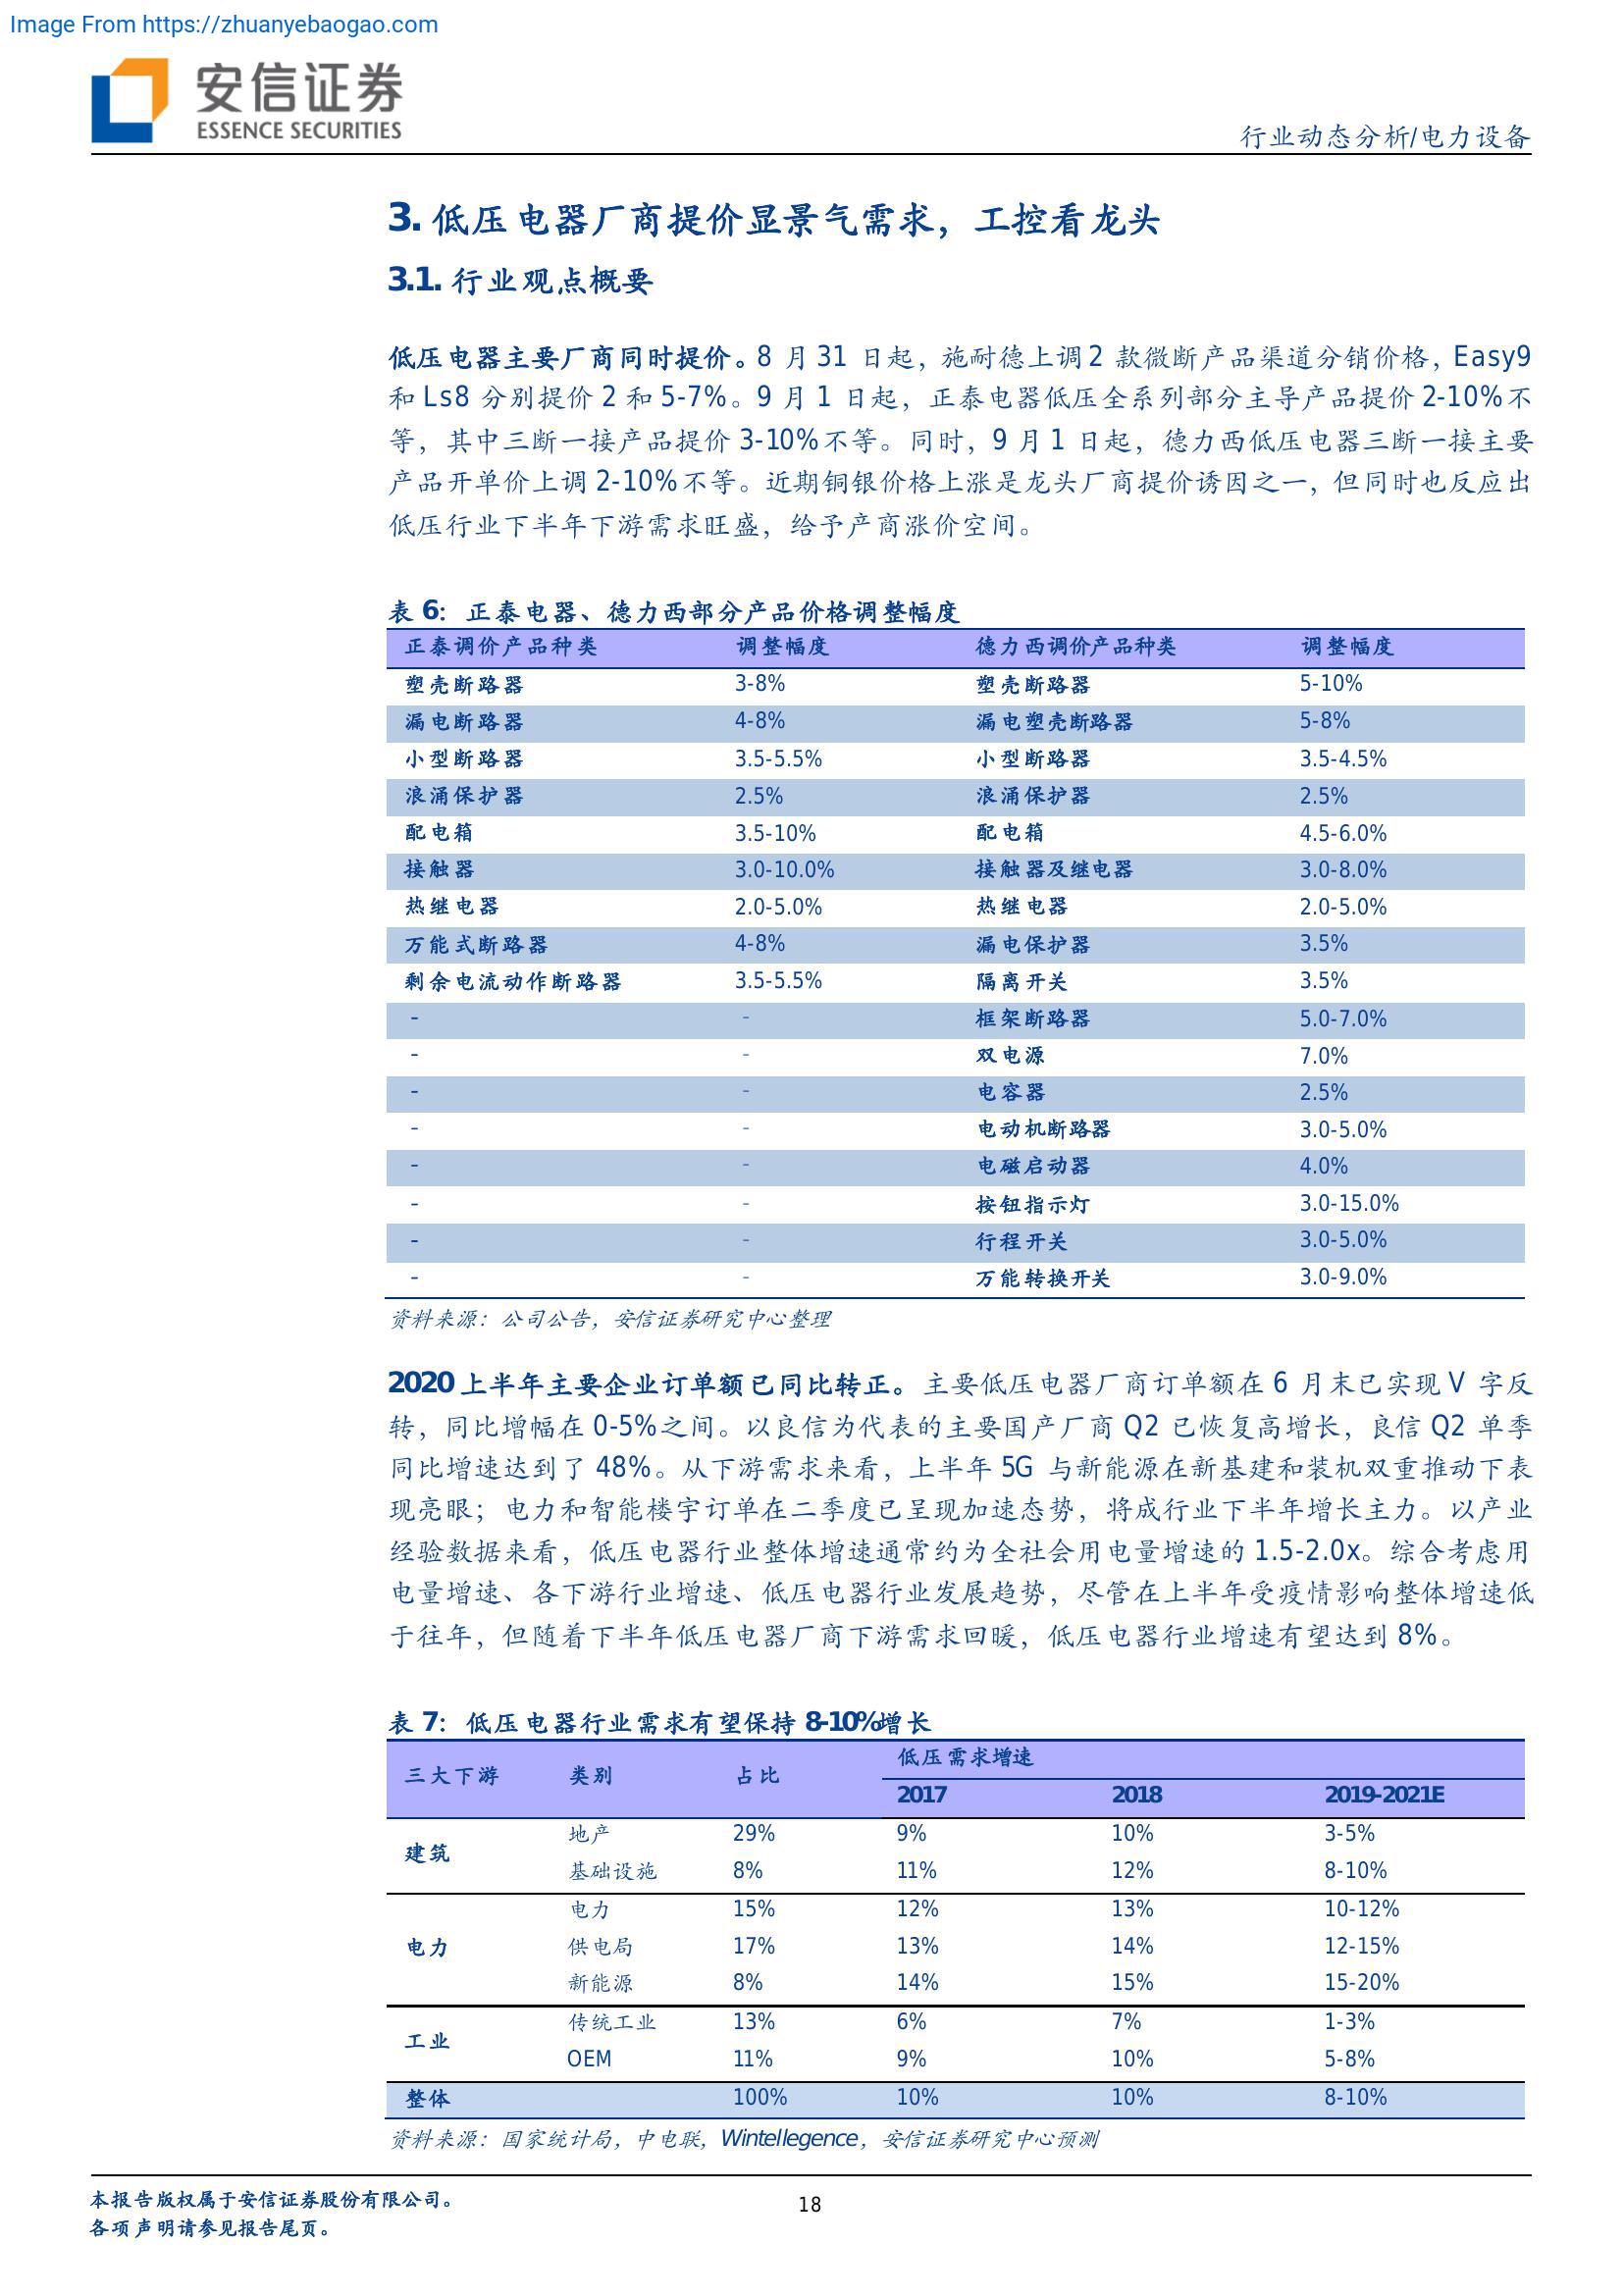 Image From https://zhuanyebaogao.com
安信证券
ESSENCE SECURITIES
行业动态分析/电力设备
3. 低压电器厂商提价显景气需求，工控看龙头
3.1. 行业观点概要
低压电器主要厂商同时提价。8 月 31 日起，施耐德上调 2 款微断产品渠道分销价格，Easy9
和 Ls8 分别提价 2 和 5-7%。9 月 1 日起，正泰电器低压全系列部分主导产品提价 2-10%不
等，其中三断一接产品提价 3-10%不等。同时，9 月 1 日起，德力西低压电器三断一接主要
产品开单价上调 2-10%不等。近期铜银价格上涨是龙头厂商提价诱因之一，但同时也反应出
低压行业下半年下游需求旺盛，给予产商涨价空间。
表 6：正泰电器、德力西部分产品价格调整幅度
正泰调价产品种类 调整幅度 德力西调价产品种类 调整幅度
塑壳断路器 3-8% 塑壳断路器 5-10%
漏电断路器 4-8% 漏电塑壳断路器 5-8%
小型断路器 3.5-5.5% 小型断路器 3.5-4.5%
浪涌保护器 2.5% 浪涌保护器 2.5%
配电箱 3.5-10% 配电箱 4.5-6.0%
接触器 3.0-10.0% 接触器及继电器 3.0-8.0%
热继电器 2.0-5.0% 热继电器 2.0-5.0%
万能式断路器 4-8% 漏电保护器 3.5%
剩余电流动作断路器 3.5-5.5% 隔离开关 3.5%
- - 框架断路器 5.0-7.0%
- - 双电源 7.0%
- - 电容器 2.5%
- - 电动机断路器 3.0-5.0%
- - 电磁启动器 4.0%
- - 按钮指示灯 3.0-15.0%
- - 行程开关 3.0-5.0%
- - 万能转换开关 3.0-9.0%
资料来源：公司公告，安信证券研究中心整理
2020 上半年主要企业订单额已同比转正。主要低压电器厂商订单额在 6 月末已实现 V 字反
转，同比增幅在 0-5%之间。以良信为代表的主要国产厂商 Q2 已恢复高增长，良信 Q2 单季
同比增速达到了 48%。从下游需求来看，上半年 5G 与新能源在新基建和装机双重推动下表
现亮眼；电力和智能楼宇订单在二季度已呈现加速态势，将成行业下半年增长主力。以产业
经验数据来看，低压电器行业整体增速通常约为全社会用电量增速的 1.5-2.0x。综合考虑用
电量增速、各下游行业增速、低压电器行业发展趋势，尽管在上半年受疫情影响整体增速低
于往年，但随着下半年低压电器厂商下游需求回暖，低压电器行业增速有望达到 8%。
表 7：低压电器行业需求有望保持 8-10%增长
三大下游 类别 占比 低压需求增速
2017 2018 2019-2021E
建筑 地产 29% 9% 10% 3-5%
基础设施 8% 11% 12% 8-10%
电力 电力 15% 12% 13% 10-12%
供电局 17% 13% 14% 12-15%
新能源 8% 14% 15% 15-20%
工业 传统工业 13% 6% 7% 1-3%
OEM 11% 9% 10% 5-8%
整体 100% 10% 10% 8-10%
资料来源：国家统计局，中电联，Wintellegence，安信证券研究中心预测
本报告版权属于安信证券股份有限公司。
各项声明请参见报告尾页。
18